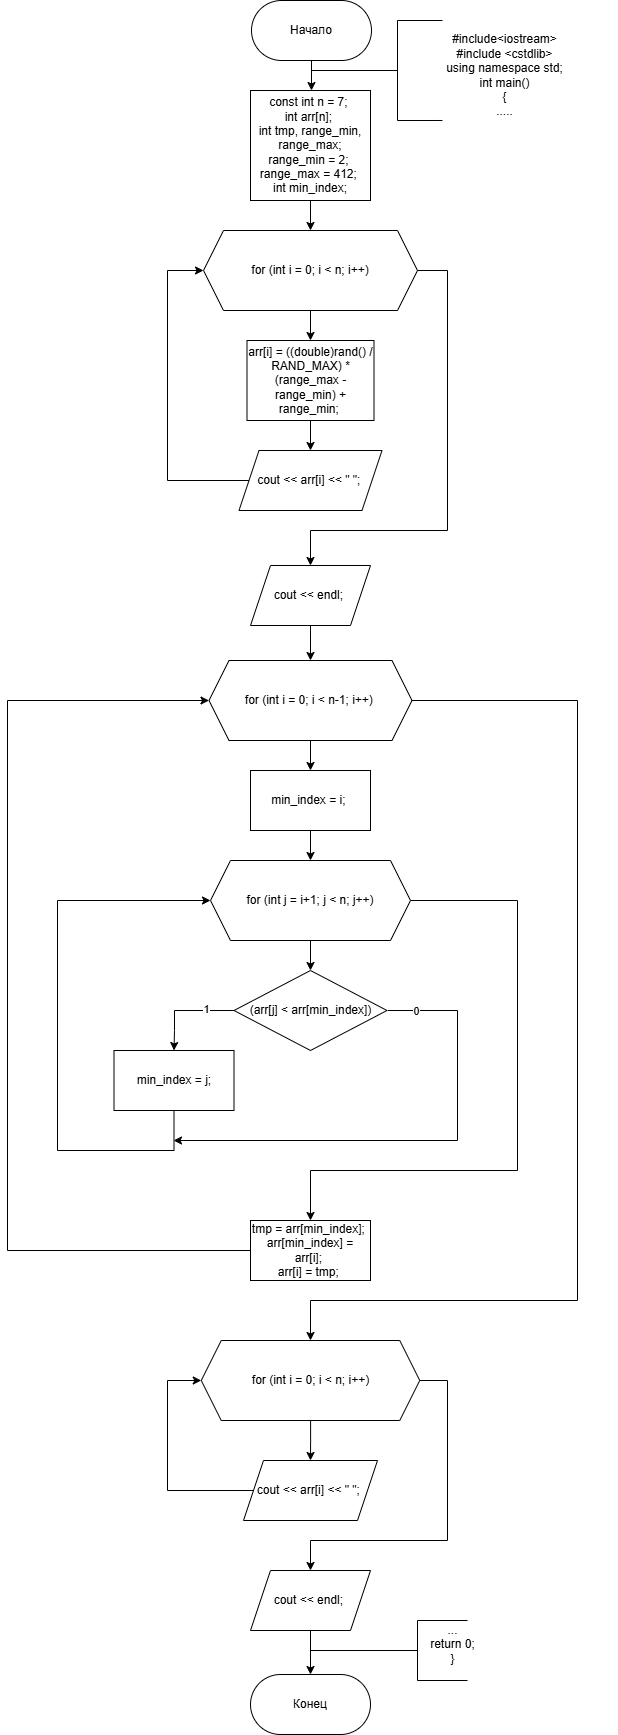 Начало
#include<iostream>
#include <cstdlib>
using namespace std;
int main()
{
.....
const int n = 7;
int arr[n];
int tmp, range_min,
range_max;
range_min = 2;
range_max = 412;
int min_index;
for (int i = 0; i < n; i++)
arr[i] = ((double)rand() /
RAND_MAX) *
(range_max -
range_min) +
range_min;
cout << arr[i] << " ";
cout << endl;
for (int i = 0; i < n-1; i++)
min_index = i;
for (int j = i+1; j < n; j++)
(arr[j] < arr[min_index])
1
0
min_index = j;
tmp = arr[min_index];
arr[min_index] =
arr[i];
arr[i] = tmp;
for (int i = 0; i < n; i++)
cout << arr[i] << " ";
cout << endl;
...
return 0;
}
Конец